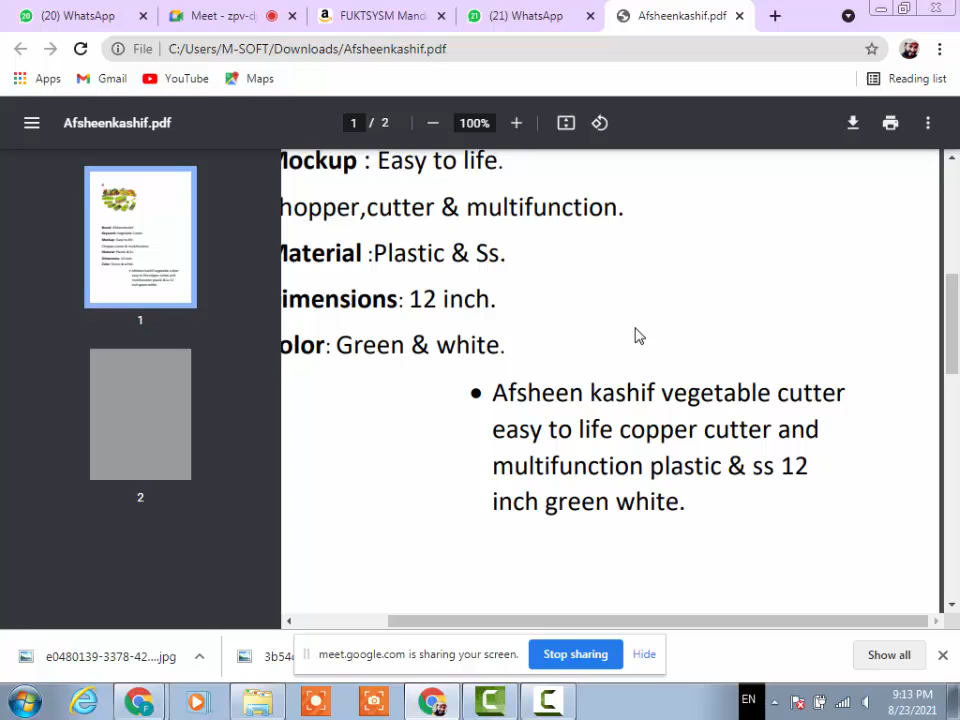 (20) WhatsApp
Meet - zpv-d
FUKTSYSM Mand
(21) WhatsApp
Afsheenkashif.pdf
File C:/Users/M-SOFT/Downloads/Afsheenkashif.pdf
Apps Gmail YouTube Maps Reading list
Afsheenkashif.pdf 1 / 2 100%
Mockup : Easy to life.
hopper,cutter & multifunction.
Material :Plastic & Ss.
imensions: 12 inch.
olor: Green & white.
• Afsheen kashif vegetable cutter
easy to life copper cutter and
multifunction plastic & ss 12
inch green white.
1
2
e0480139-3378-42....jpg
3b54
meet.google.com is sharing your screen. Stop sharing Hide
Show all
EN
9:13 PM
8/23/2021